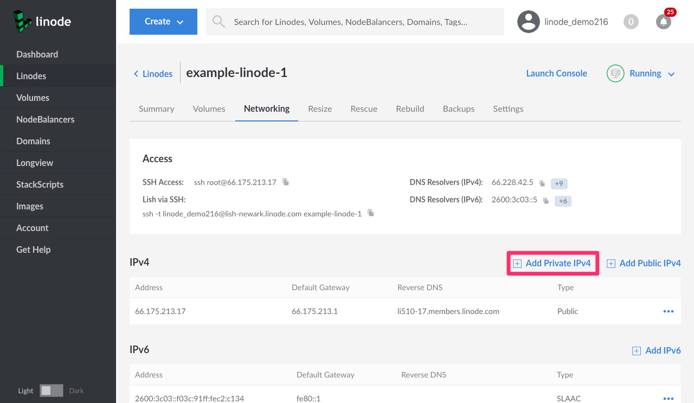 linode
Create
Search for Linodes, Volumes, NodeBalancers, Domains, Tags...
linode_demo216
0
25
Dashboard
Linodes
Volumes
NodeBalancers
Domains
Longview
StackScripts
Images
Account
Get Help
Light Dark
Linodes
example-linode-1
Launch Console
Running
Summary Volumes Networking Resize Rescue Rebuild Backups Settings
Access
SSH Access: ssh root@66.175.213.17
Lish via SSH:
ssh -t linode_demo216@lish-newark.linode.com example-linode-1
DNS Resolvers (IPv4): 66.228.42.5 +9
DNS Resolvers (IPv6): 2600:3c03::5 +6
IPv4
Add Private IPv4 Add Public IPv4
Address Default Gateway Reverse DNS Type
66.175.213.17 66.175.213.1 li510-17.members.linode.com Public
IPv6
Add IPv6
Address Default Gateway Reverse DNS Type
2600:3c03::f03c:91ff:fec2:c134 fe80::1 SLAAC